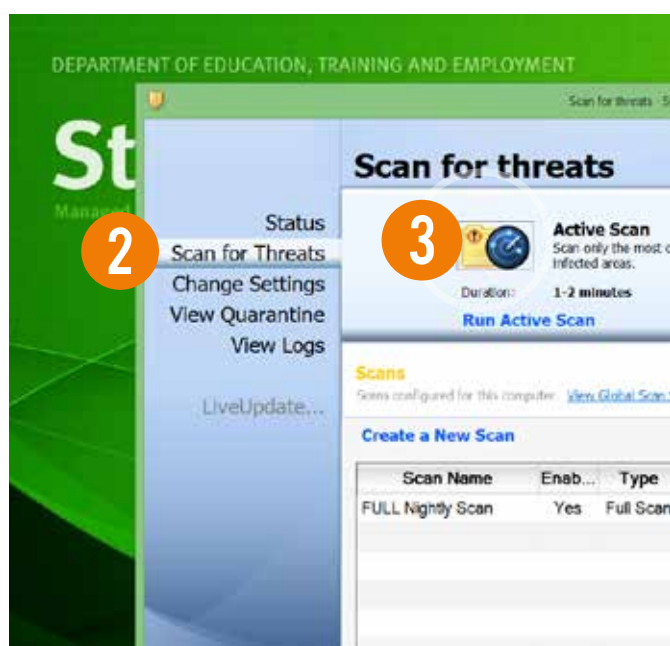 DEPARTMENT OF EDUCATION, TRAINING AND EMPLOYMENT
Scan for threats
St
Managed
Scan for threats
2
3
Status
Scan for Threats
Change Settings
View Quarantine
View Logs
LiveUpdate...
Active Scan
Scan only the most
infected areas.
Duration: 1-2 minutes
Run Active Scan
Scans
Scans configured for this computer View Global Scan
Create a New Scan
Scan Name Enab... Type
FULL Nightly Scan Yes Full Scan